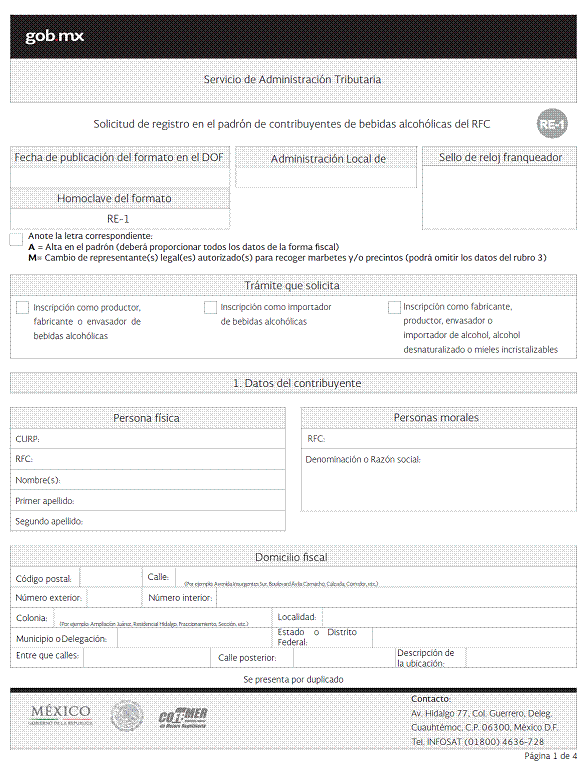 gob mx
Servicio de Administración Tributaria
Solicitud de registro en el padrón de contribuyentes de bebidas alcohólicas del RFC
RE-1
Fecha de publicación del formato en el DOF
Administración Local de
Sello de reloj franqueador
Homoclave del formato
RE-1
Anote la letra correspondiente:
A = Alta en el padrón (deberá proporcionar todos los datos de la forma fiscal)
M= Cambio de representante(s) legal(es) autorizado(s) para recoger marbetes y/o precintos (podrá omitir los datos del rubro 3)
Trámite que solicita
Inscripción como productor,
fabricante o envasador de
bebidas alcohólicas
Inscripción como importador
de bebidas alcohólicas
Inscripción como fabricante,
productor, envasador o
importador de alcohol, alcohol
desnaturalizado o mieles incristalizables
1. Datos del contribuyente
Persona física
CURP:
RFC:
Nombre(s):
Primer apellido:
Segundo apellido:
Personas morales
RFC:
Denominación o Razón social:
Domicilio fiscal
Código postal:
Calle:
(Por ejemplo: Avenida Insurgentes Sur, Boulevard Ávila Camacho, Calzada, Corredor, etc.)
Número exterior:
Número interior:
Colonia:
(Por ejemplo: Ampliación Juárez, Residencial Hidalgo, Fraccionamiento, Sección, etc.)
Localidad:
Municipio o Delegación:
Estado o Distrito
Federal:
Entre que calles:
Calle posterior:
Descripción de
la ubicación:
Se presenta por duplicado
MÉXICO
GOBIERNO DE LA REPÚBLICA
COFEMER
Contacto:
Av. Hidalgo 77, Col. Guerrero, Deleg.
Cuauhtémoc, C.P. 06300, México D.F.
Tel. INFOSAT (01800) 4636-728
Página 1 de 4